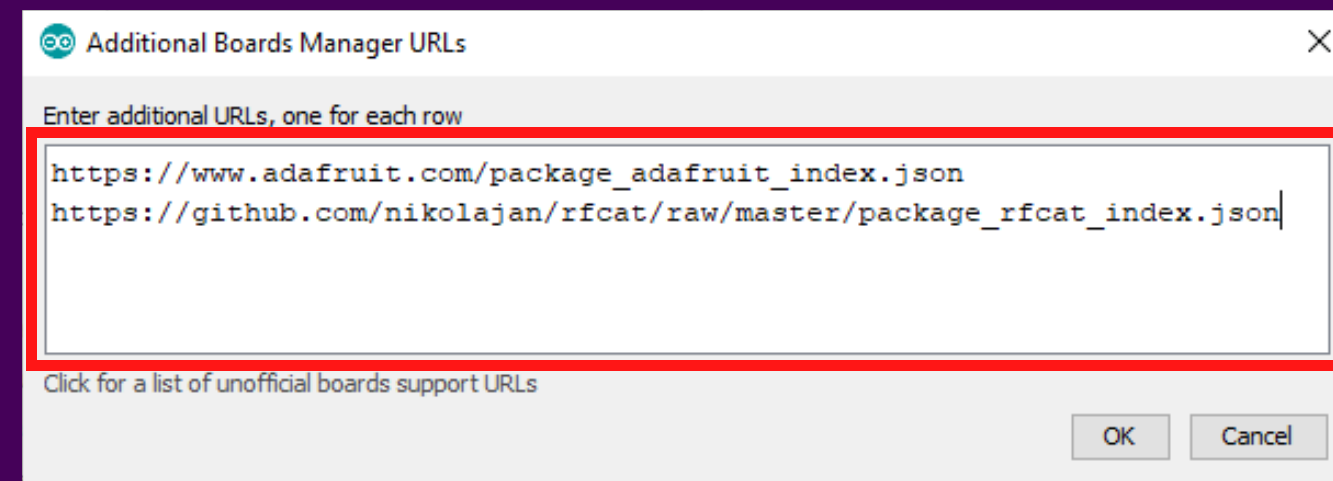 Additional Boards Manager URLs
Enter additional URLs, one for each row
https://www.adafruit.com/package_adafruit_index.json
https://github.com/nikolajan/rfcat/raw/master/package_rfcat_index.json
Click for a list of unofficial boards support URLs
OK Cancel